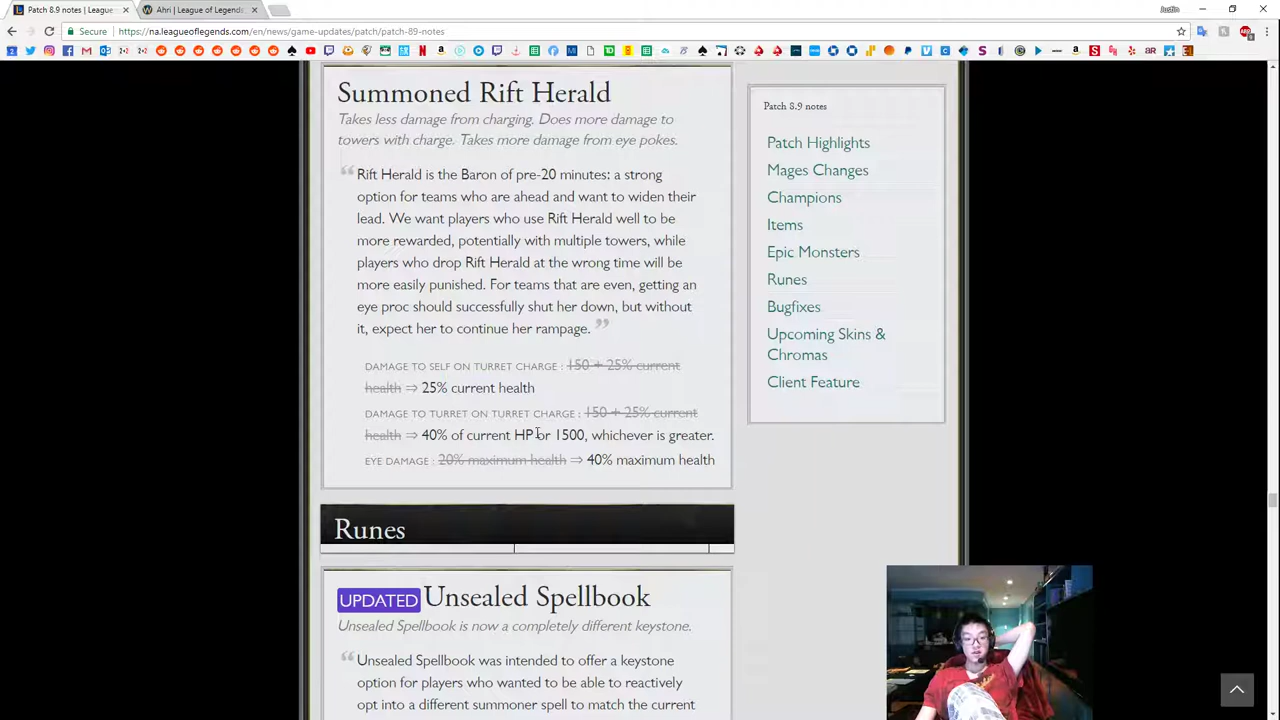 Patch 8.9 notes | League
Ahri | League of Legend
Justin
Secure
https://na.leagueoflegends.com/en/news/game-updates/patch/patch-89-notes
Summoned Rift Herald
Takes less damage from charging. Does more damage to
towers with charge. Takes more damage from eye pokes.
“ Rift Herald is the Baron of pre-20 minutes: a strong
option for teams who are ahead and want to widen their
lead. We want players who use Rift Herald well to be
more rewarded, potentially with multiple towers, while
players who drop Rift Herald at the wrong time will be
more easily punished. For teams that are even, getting an
eye proc should successfully shut her down, but without
it, expect her to continue her rampage. ”
DAMAGE TO SELF ON TURRET CHARGE : 150 + 25% current
health ⇒ 25% current health
DAMAGE TO TURRET ON TURRET CHARGE : 150 + 25% current
health ⇒ 40% of current HP or 1500, whichever is greater.
EYE DAMAGE : 20% maximum health ⇒ 40% maximum health
Runes
UPDATED Unsealed Spellbook
Unsealed Spellbook is now a completely different keystone.
“ Unsealed Spellbook was intended to offer a keystone
option for players who wanted to be able to reactively
opt into a different summoner spell to match the current
Patch 8.9 notes
Patch Highlights
Mages Changes
Champions
Items
Epic Monsters
Runes
Bugfixes
Upcoming Skins &
Chromas
Client Feature